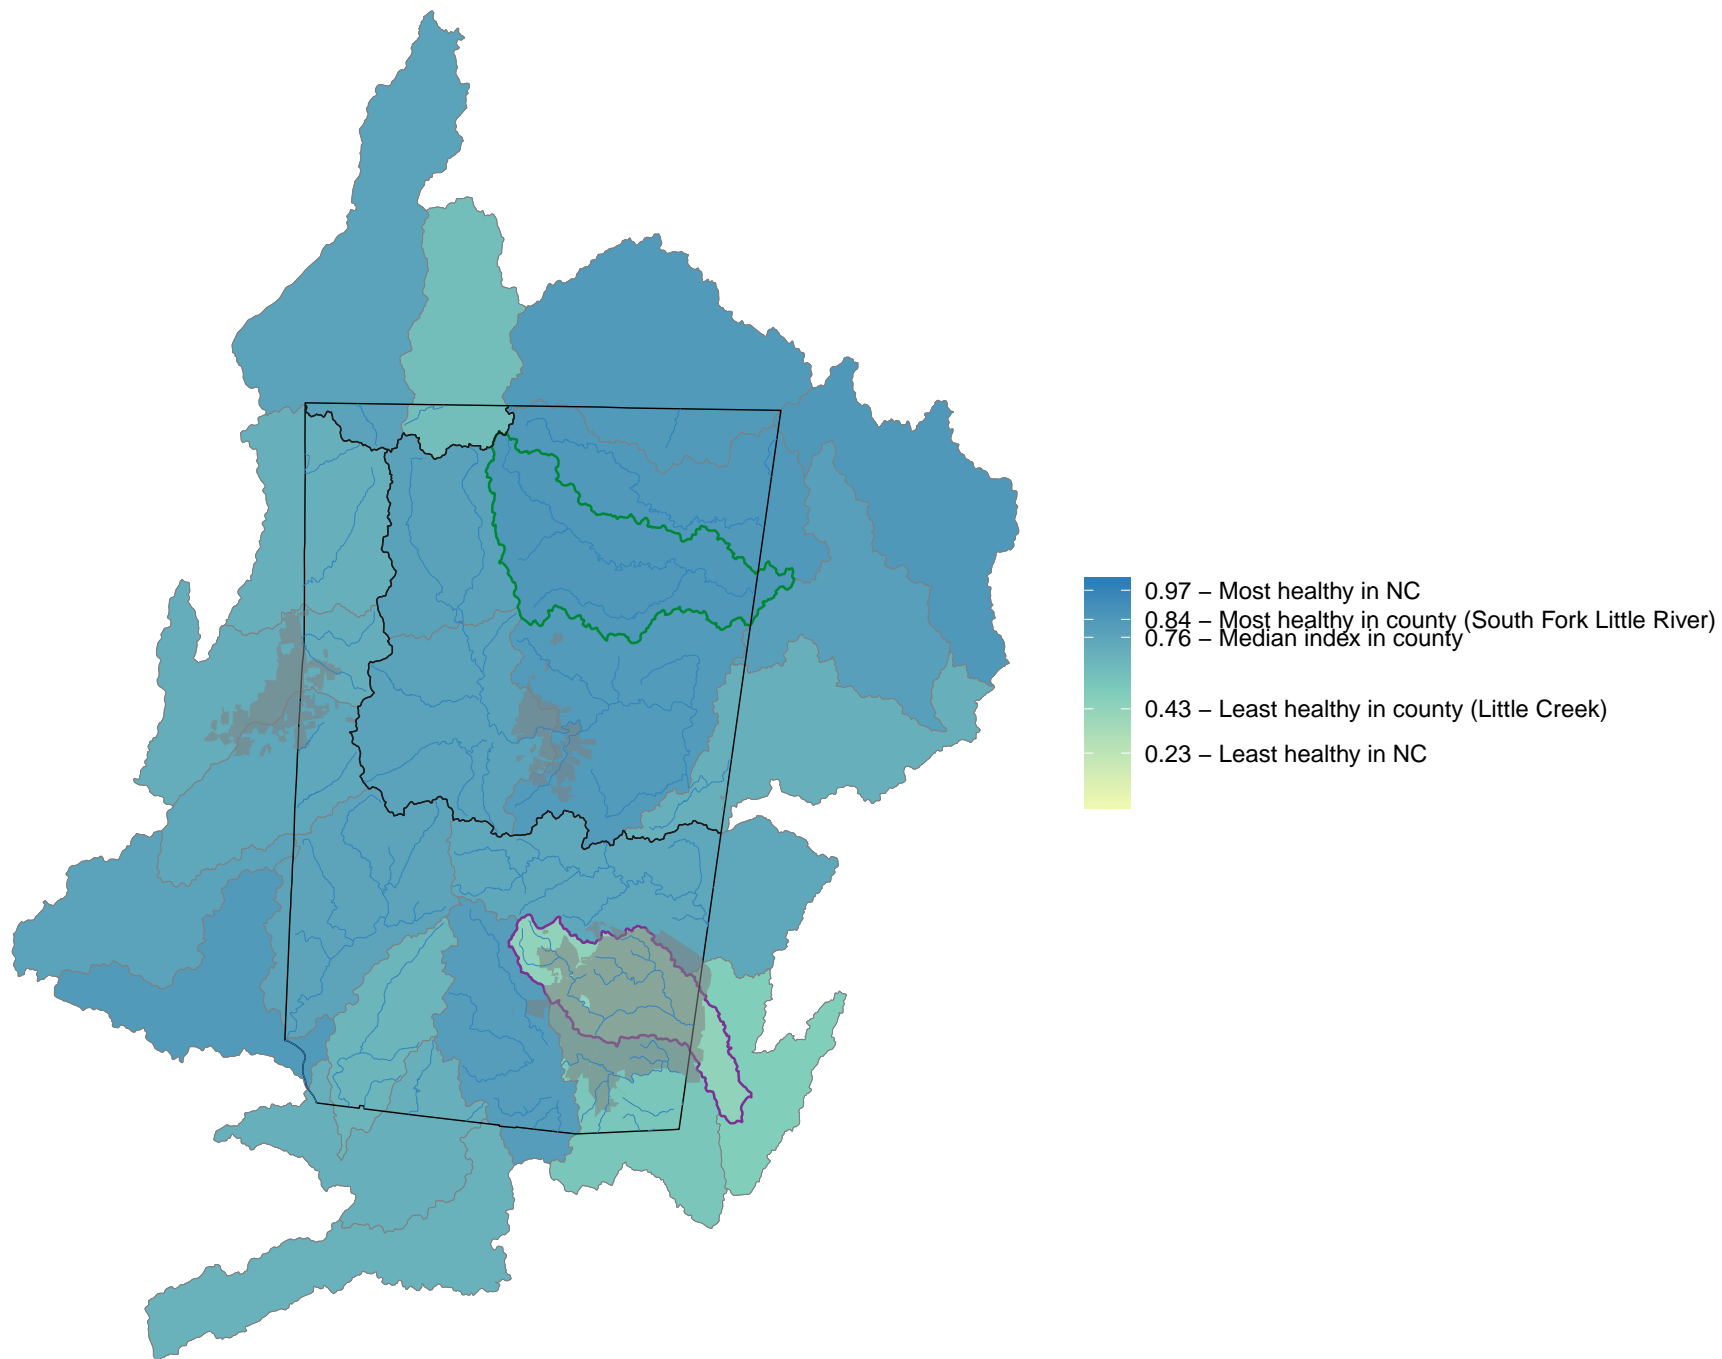 0.97 – Most healthy in NC
0.84 – Most healthy in county (South Fork Little River)
0.76 – Median index in county
0.43 – Least healthy in county (Little Creek)
0.23 – Least healthy in NC